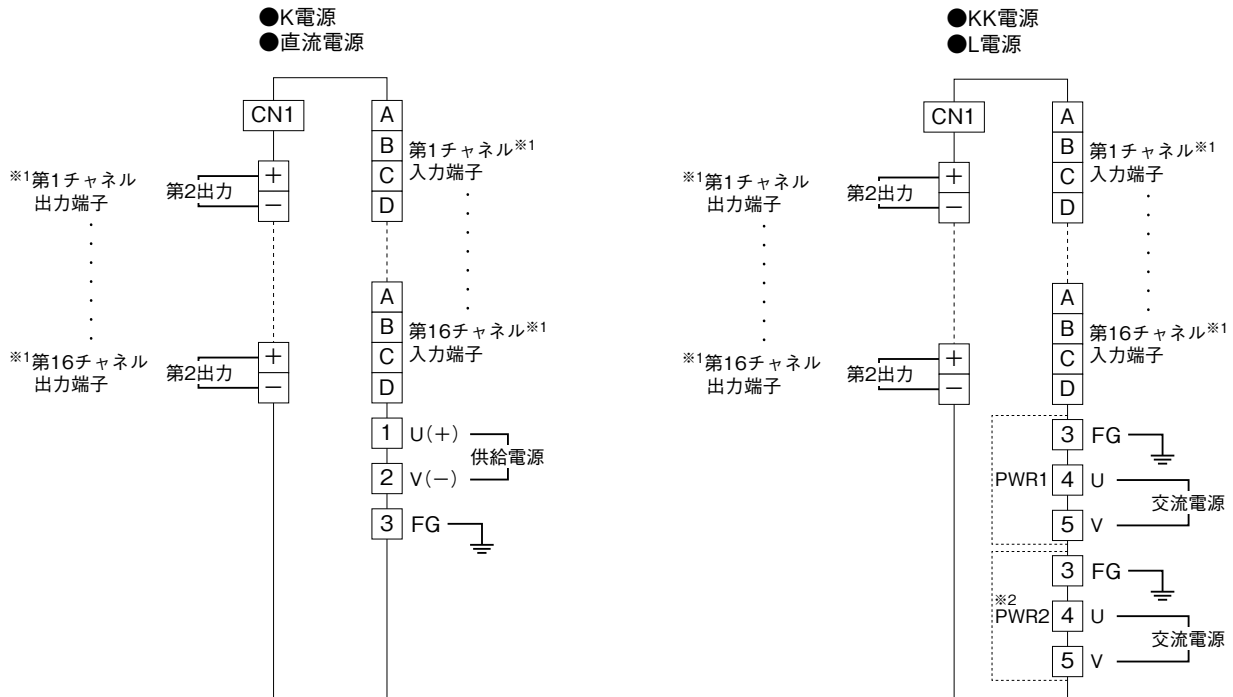 ●K電源
●直流電源
CN1
A
B
C
D
第1チャネル※1
入力端子
※1第1チャネル
出力端子
第2出力
+
−
A
B
C
D
第16チャネル※1
入力端子
※1第16チャネル
出力端子
第2出力
+
−
1 U(+)
供給電源
2 V(−)
3 FG
●KK電源
●L電源
CN1
A
B
C
D
第1チャネル※1
入力端子
※1第1チャネル
出力端子
第2出力
+
−
A
B
C
D
第16チャネル※1
入力端子
※1第16チャネル
出力端子
第2出力
+
−
3 FG
PWR1 4 U
交流電源
5 V
3 FG
※2
PWR2 4 U
交流電源
5 V